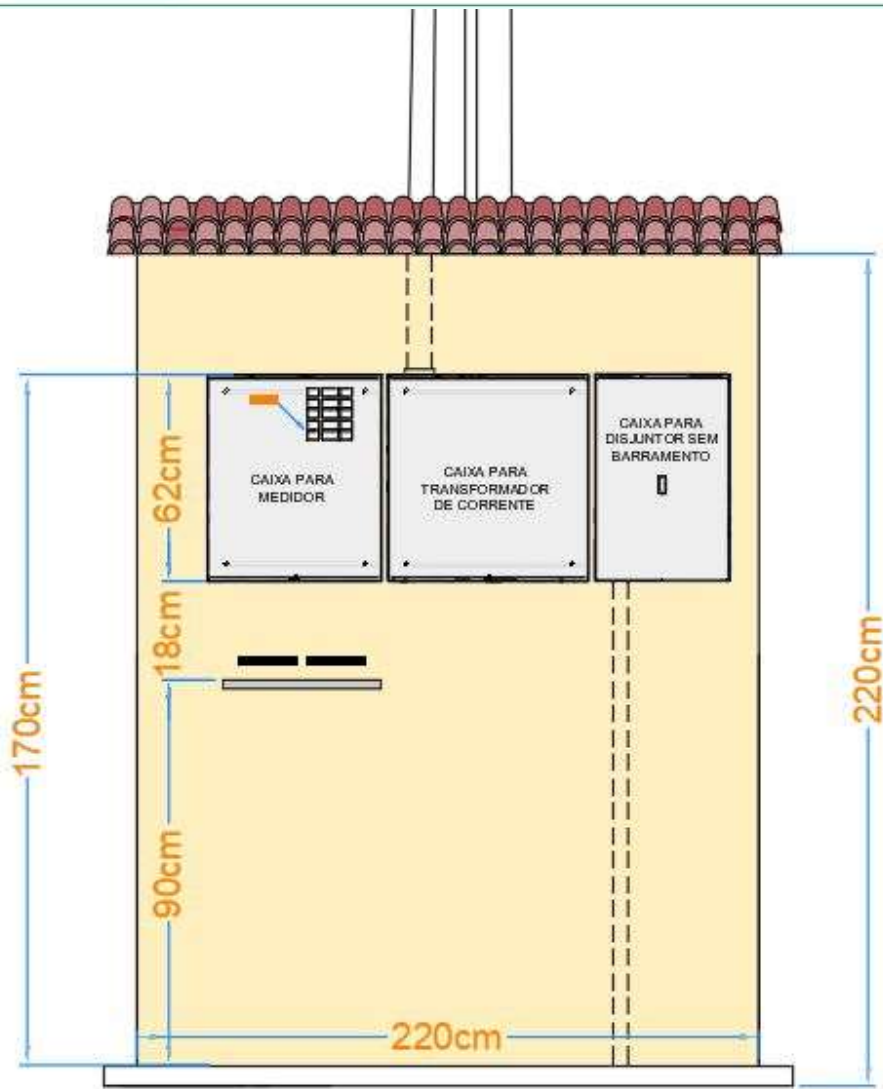 CAIXA PARA
MEDIDOR
CAIXA PARA
TRANSFORMADOR
DE CORRENTE
CAIXA PARA
DISJUNTOR SEM
BARRAMENTO
62cm
18cm
170cm
90cm
220cm
220cm